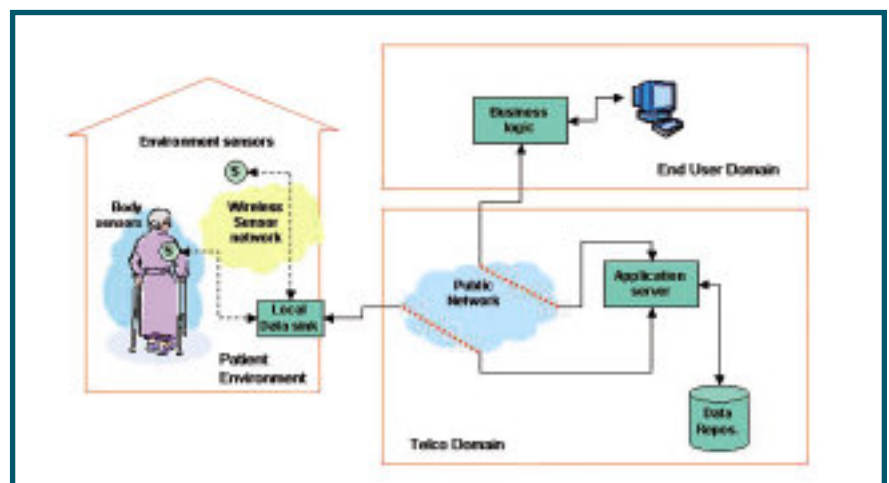 Environment sensors
S
Body
sensors
S
Wireless
Sensor
network
Local
Data sink
Patient
Environment
Business
logic
End User Domain
Public
Network
Application
server
Data
Repos.
Telco Domain